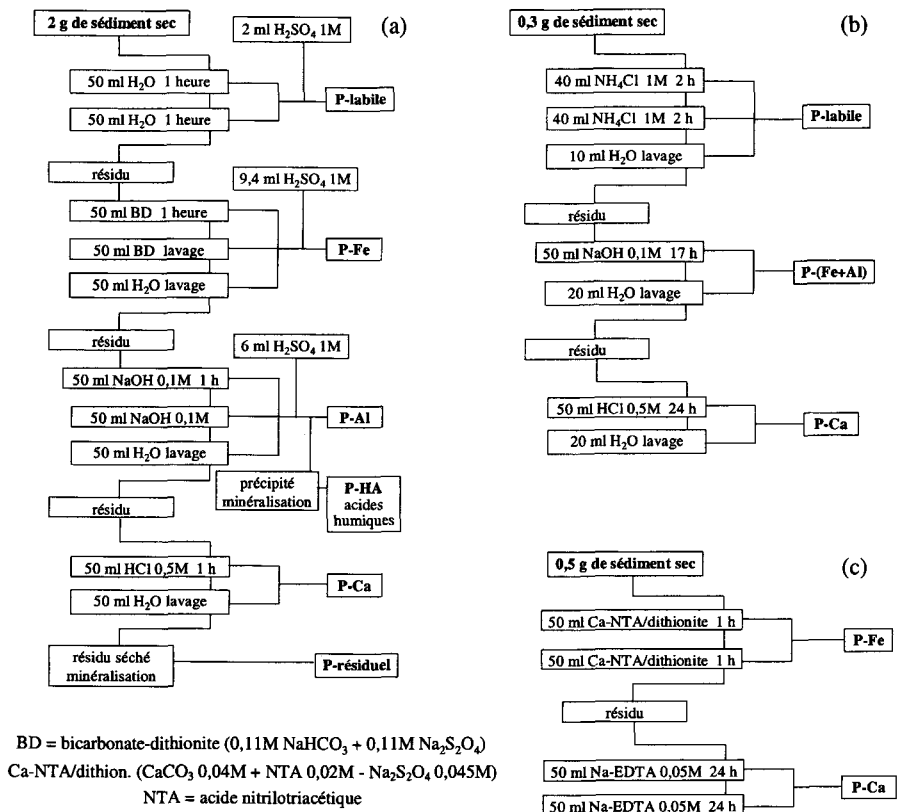 (a)
2 g de sédiment sec
2 ml H₂SO₄ 1M
50 ml H₂O 1 heure
50 ml H₂O 1 heure
P-labile
résidu
9,4 ml H₂SO₄ 1M
50 ml BD 1 heure
50 ml BD lavage
50 ml H₂O lavage
P-Fe
résidu
6 ml H₂SO₄ 1M
50 ml NaOH 0,1M 1 h
50 ml NaOH 0,1M
50 ml H₂O lavage
P-Al
précipité
minéralisation
P-HA
acides
humiques
résidu
50 ml HCl 0,5M 1 h
50 ml H₂O lavage
P-Ca
résidu séché
minéralisation
P-résiduel
BD = bicarbonate-dithionite (0,11M NaHCO₃ + 0,11M Na₂S₂O₄)
Ca-NTA/dithion. (CaCO₃ 0,04M + NTA 0,02M - Na₂S₂O₄ 0,045M)
NTA = acide nitrilotriacétique
(b)
0,3 g de sédiment sec
40 ml NH₄Cl 1M 2 h
40 ml NH₄Cl 1M 2 h
10 ml H₂O lavage
P-labile
résidu
50 ml NaOH 0,1M 17 h
20 ml H₂O lavage
P-(Fe+Al)
résidu
50 ml HCl 0,5M 24 h
20 ml H₂O lavage
P-Ca
(c)
0,5 g de sédiment sec
50 ml Ca-NTA/dithionite 1 h
50 ml Ca-NTA/dithionite 1 h
P-Fe
résidu
50 ml Na-EDTA 0,05M 24 h
50 ml Na-EDTA 0,05M 24 h
P-Ca